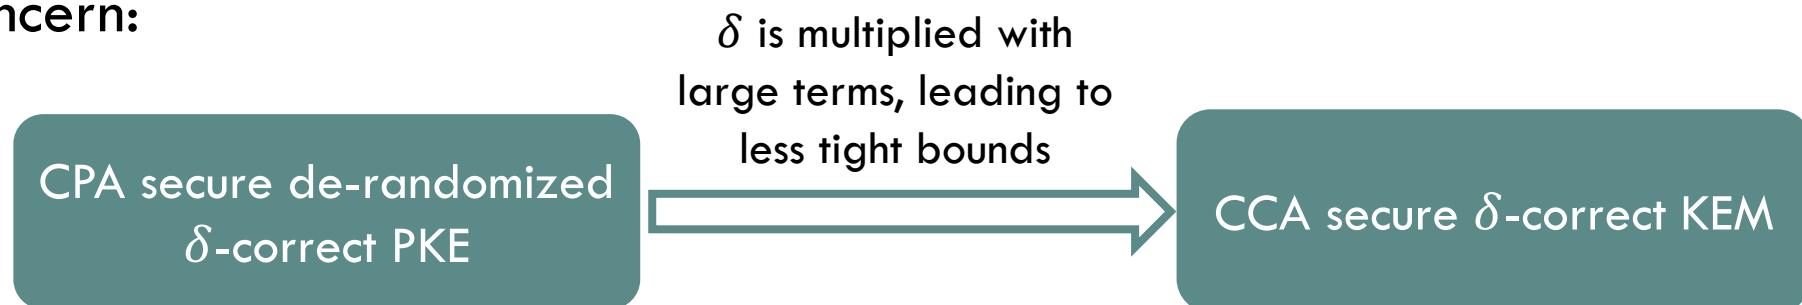 ncern:
δ is multiplied with
large terms, leading to
less tight bounds
CPA secure de-randomized
δ-correct PKE
CCA secure δ-correct KEM